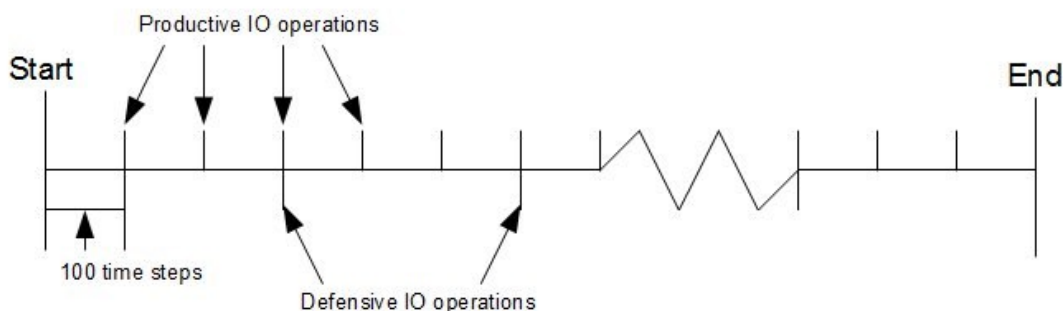 Productive IO operations
Start
End
100 time steps
Defensive IO operations